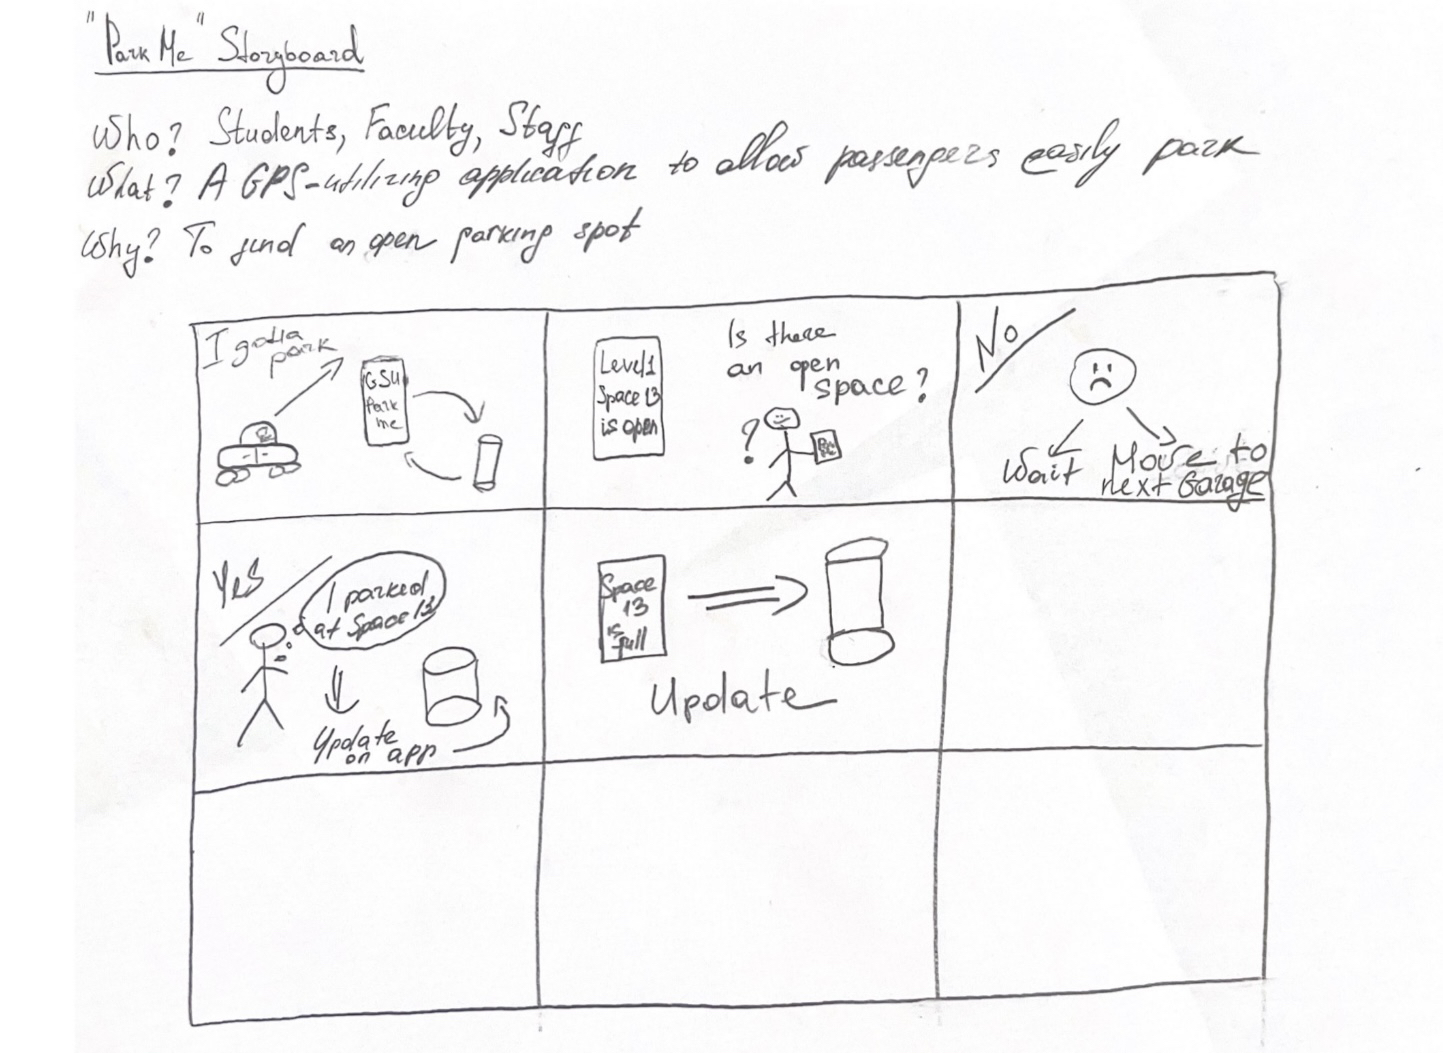 "Park Me" Storyboard
Who? Students, Faculty, Staff
What? A GPS-utilizing application to allow passengers easily park
Why? To find an open parking spot
I gotta
park
GSU
Park
me
Level 1
Space 13
is open
Is there
an open
space?
?
No
Wait
Move to
next Garage
Yes
I parked
at Space 13
Update
on app
Space
13
is
full
Update